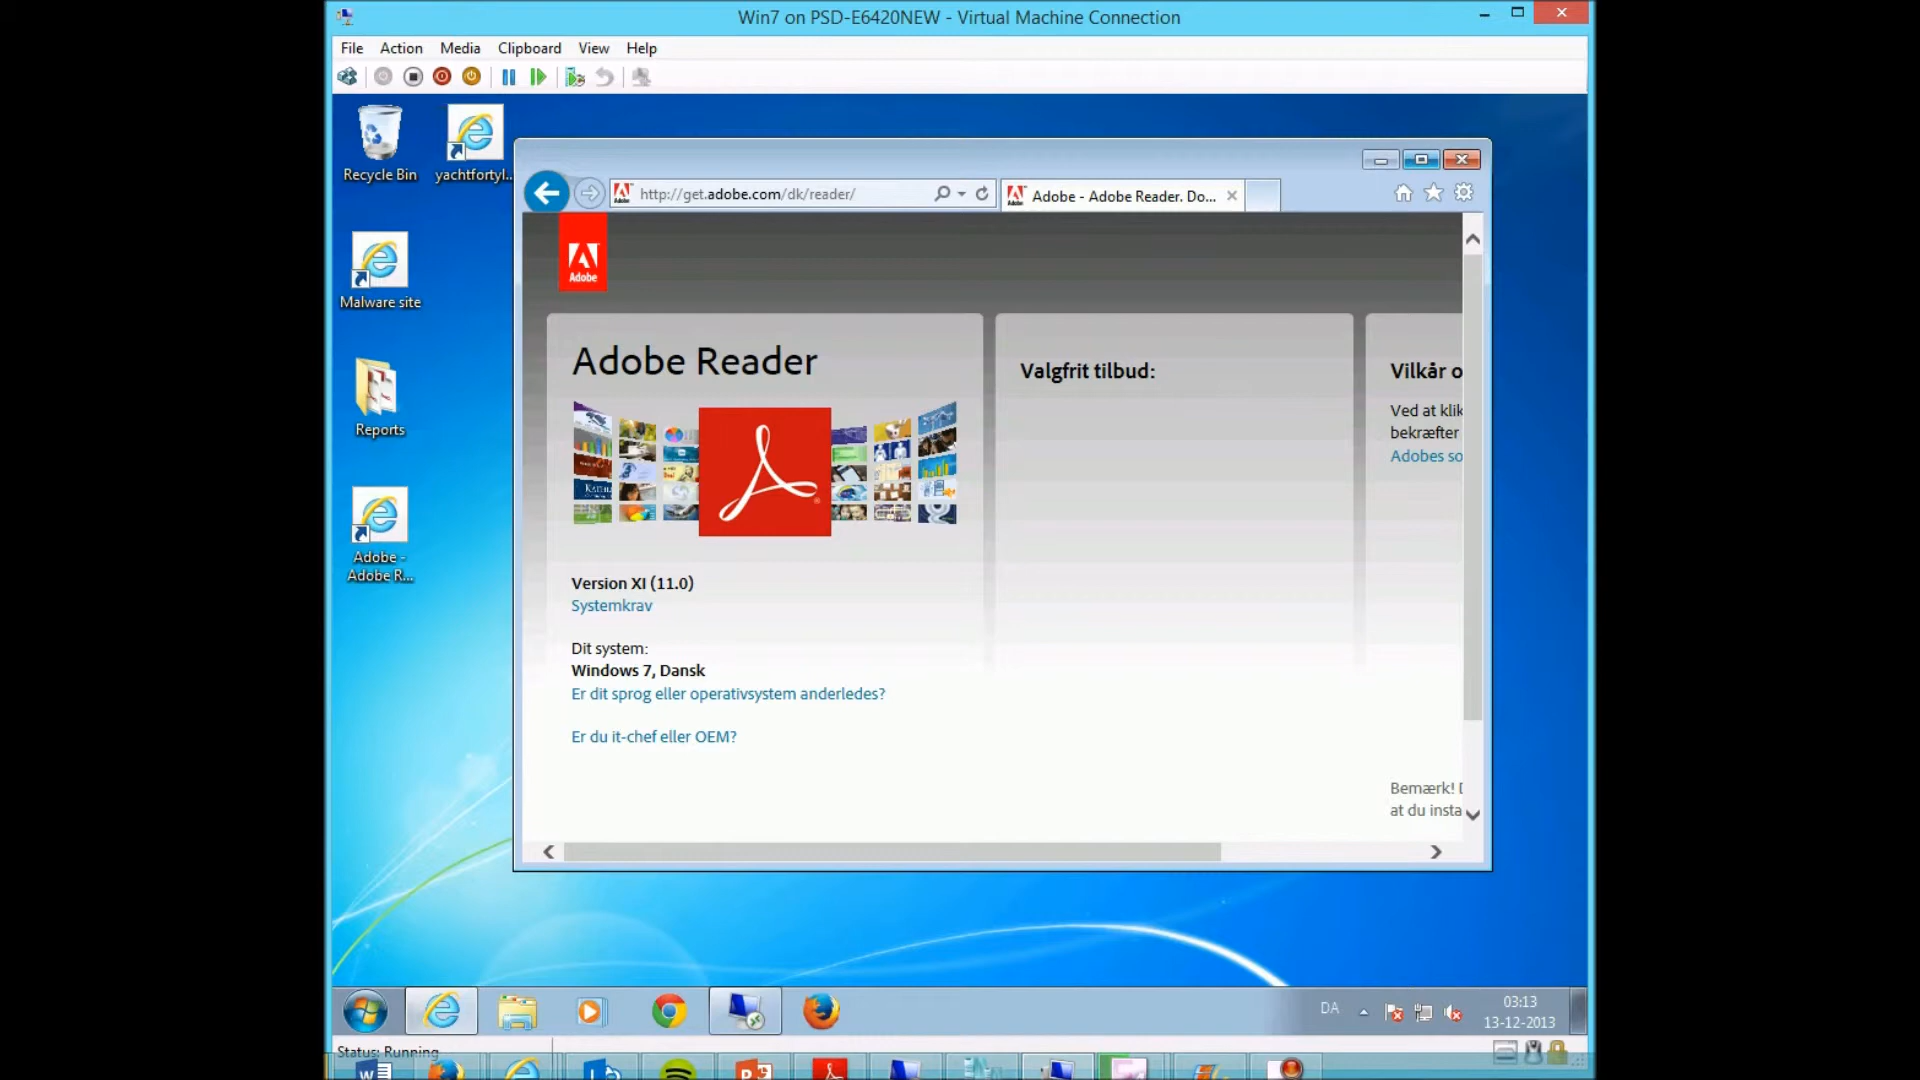 Win7 on PSD-E6420NEW - Virtual Machine Connection
File Action Media Clipboard View Help
Recycle Bin
yachtfortyl...
Malware site
Reports
Adobe -
Adobe R...
http://get.adobe.com/dk/reader/
Adobe - Adobe Reader. Do...
Adobe
Adobe Reader
Version XI (11.0)
Systemkrav
Dit system:
Windows 7, Dansk
Er dit sprog eller operativsystem anderledes?
Er du it-chef eller OEM?
Valgfrit tilbud:
Vilkår o
Ved at klik
bekræfter
Adobes so
Bemærk! D
at du insta
DA
03:13
13-12-2013
Status: Running